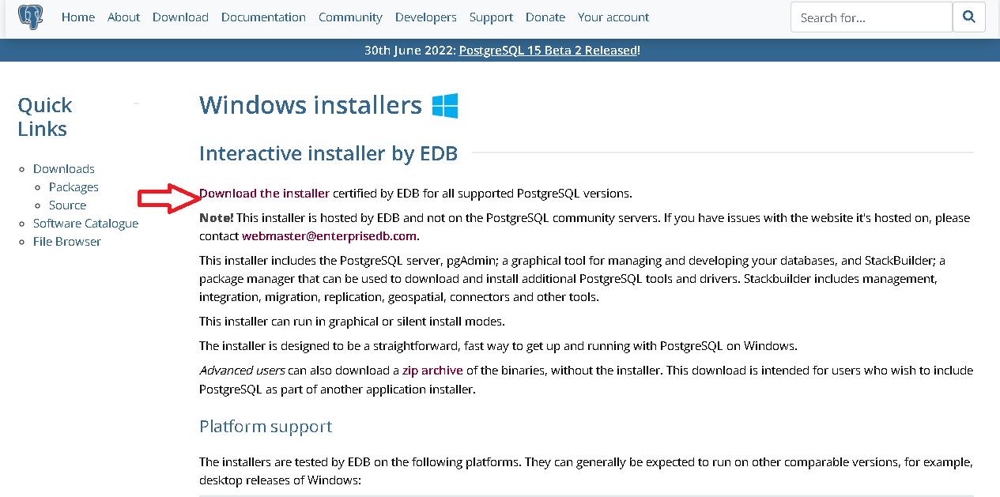 Home About Download Documentation Community Developers Support Donate Your account Search for...
30th June 2022: PostgreSQL 15 Beta 2 Released!
Quick
Links
Downloads
Packages
Source
Software Catalogue
File Browser
Windows installers
Interactive installer by EDB
Download the installer certified by EDB for all supported PostgreSQL versions.
Note! This installer is hosted by EDB and not on the PostgreSQL community servers. If you have issues with the website it's hosted on, please
contact webmaster@enterprisedb.com.
This installer includes the PostgreSQL server, pgAdmin; a graphical tool for managing and developing your databases, and StackBuilder; a
package manager that can be used to download and install additional PostgreSQL tools and drivers. Stackbuilder includes management,
integration, migration, replication, geospatial, connectors and other tools.
This installer can run in graphical or silent install modes.
The installer is designed to be a straightforward, fast way to get up and running with PostgreSQL on Windows.
Advanced users can also download a zip archive of the binaries, without the installer. This download is intended for users who wish to include
PostgreSQL as part of another application installer.
Platform support
The installers are tested by EDB on the following platforms. They can generally be expected to run on other comparable versions, for example,
desktop releases of Windows: